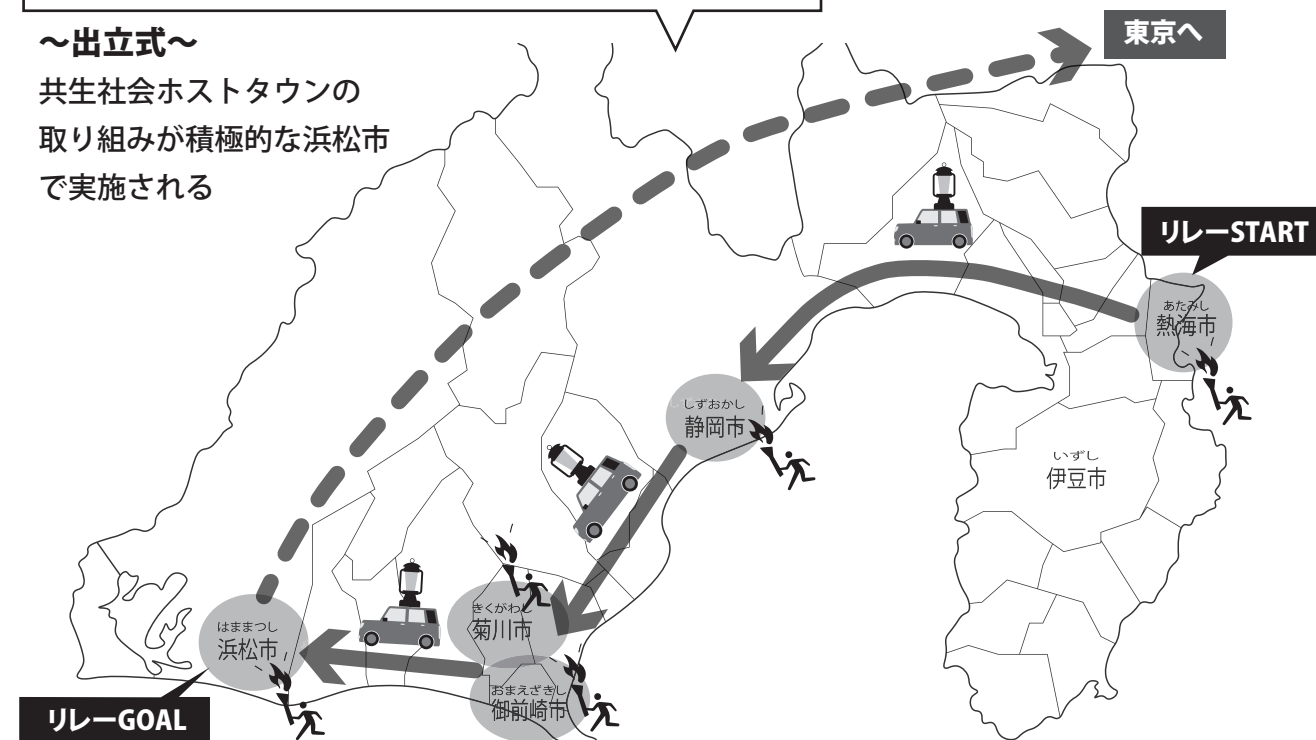 ～出立式～
共生社会ホストタウンの
取り組みが積極的な浜松市
で実施される
東京へ
リレーSTART
あたみし
熱海市
しずおかし
静岡市
いずし
伊豆市
きくがわし
菊川市
はままつし
浜松市
おまえざきし
御前崎市
リレーGOAL